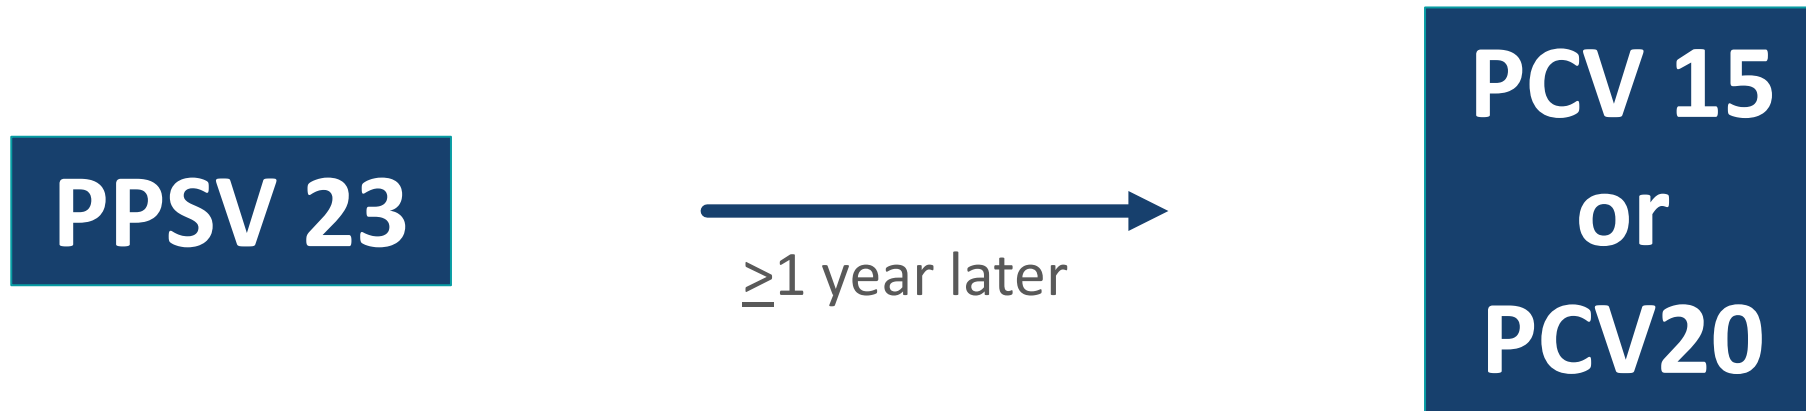 PPSV 23
≥1 year later
PCV 15
or
PCV20